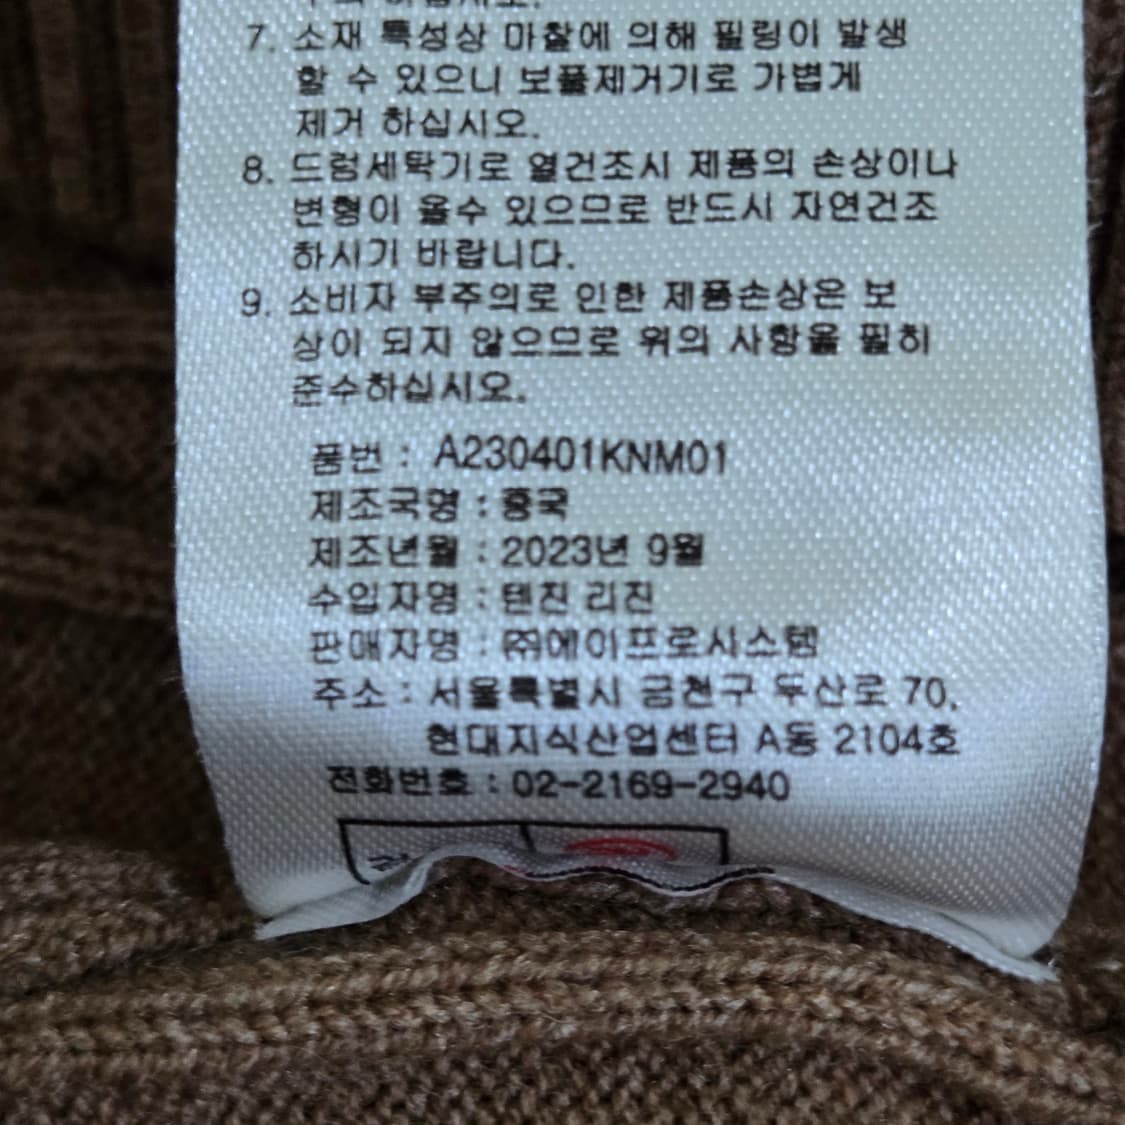 7. 소재 특성상 마찰에 의해 필링이 발생
할 수 있으니 보풀제거기로 가볍게
제거 하십시오.
8. 드럼세탁기로 열건조시 제품의 손상이나
변형이 올수 있으므로 반드시 자연건조
하시기 바랍니다.
9. 소비자 부주의로 인한 제품손상은 보
상이 되지 않으므로 위의 사항을 필히
준수하십시오.
품번 : A230401KNM01
제조국명 : 중국
제조년월 : 2023년 9월
수입자명 : 텐진 리진
판매자명 : ㈜에이프로시스템
주소 : 서울특별시 금천구 두산로 70,
현대지식산업센터 A동 2104호
전화번호 : 02-2169-2940